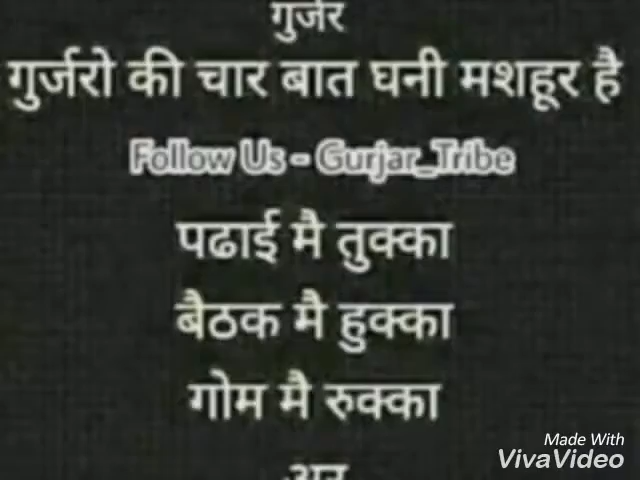 गुर्जर
गुर्जरो की चार बात घनी मशहूर है
Follow Us - Gurjar_Tribe
पढाई मै तुक्का
बैठक मै हुक्का
गोम मै रुक्का
Made With
VivaVideo